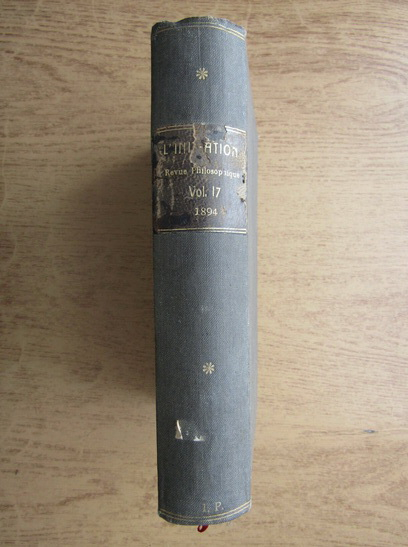 L'INITIATION
Revue Philosophique
Vol. 17
1894
I. P.